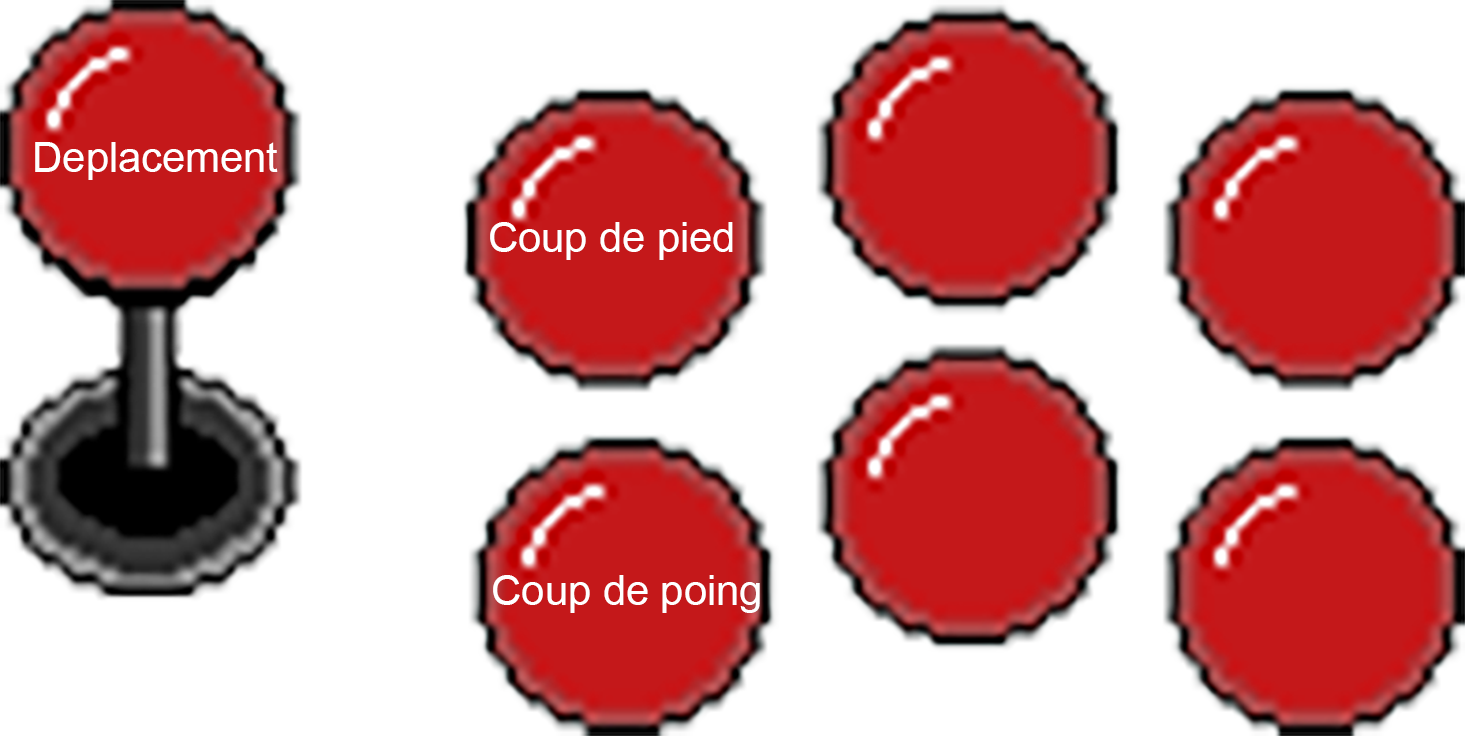 Deplacement
Coup de pied
Coup de poing